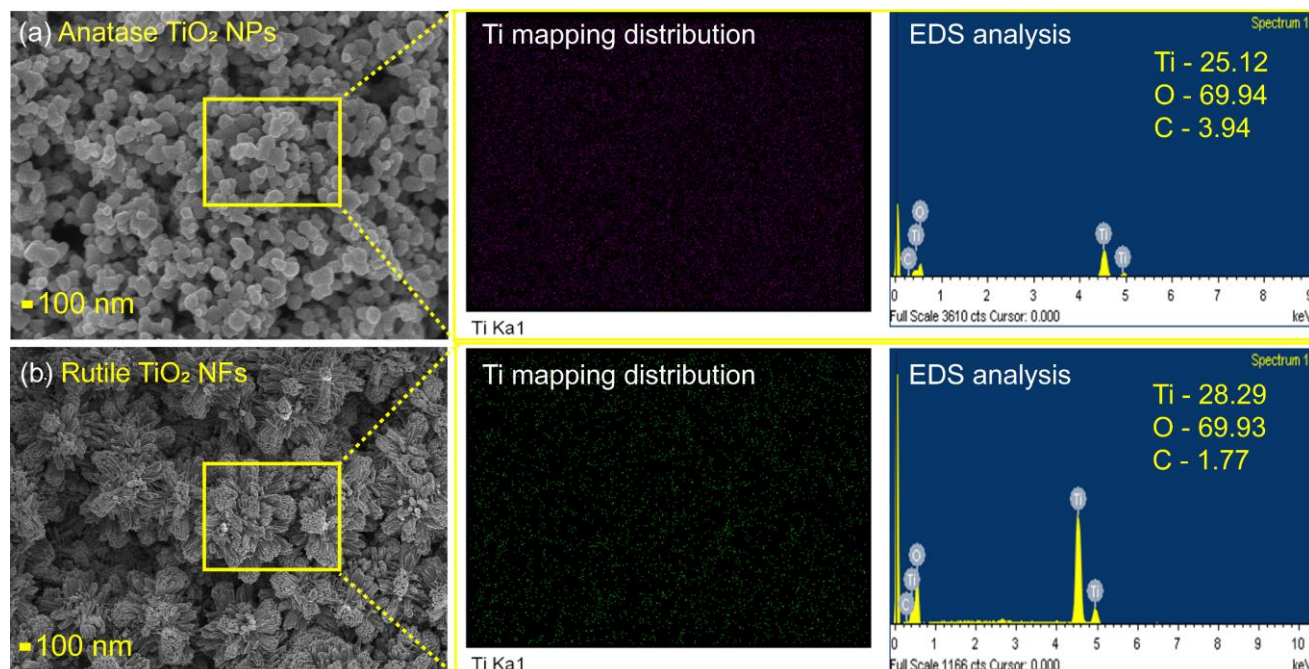 (a) Anatase TiO₂ NPs
100 nm
Ti mapping distribution
Ti Ka1
EDS analysis
Spectrum 1
Ti - 25.12
O - 69.94
C - 3.94
O
Ti
C
Ti
Ti
0 1 2 3 4 5 6 7 8 9
Full Scale 3610 cts Cursor: 0.000
keV
(b) Rutile TiO₂ NFs
100 nm
Ti mapping distribution
Ti Ka1
EDS analysis
Spectrum 1
Ti - 28.29
O - 69.93
C - 1.77
Ti
O
Ti
C
Ti
0 1 2 3 4 5 6 7 8 9 10
Full Scale 1166 cts Cursor: 0.000
keV